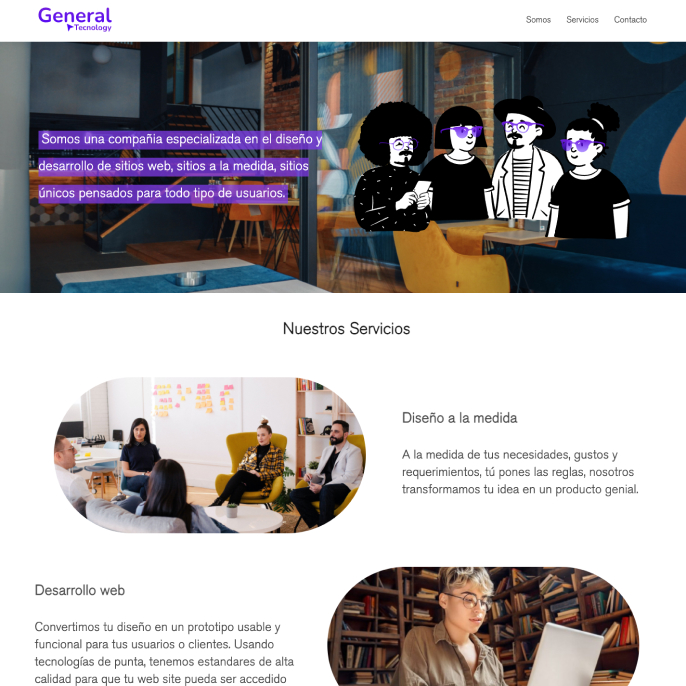 General
Tecnology
Somos Servicios Contacto
Somos una compañia especializada en el diseño y
desarrollo de sitios web, sitios a la medida, sitios
únicos pensados para todo tipo de usuarios.
Nuestros Servicios
Diseño a la medida
A la medida de tus necesidades, gustos y
requerimientos, tú pones las reglas, nosotros
transformamos tu idea en un producto genial.
Desarrollo web
Convertimos tu diseño en un prototipo usable y
funcional para tus usuarios o clientes. Usando
tecnologías de punta, tenemos estandares de alta
calidad para que tu web site pueda ser accedido